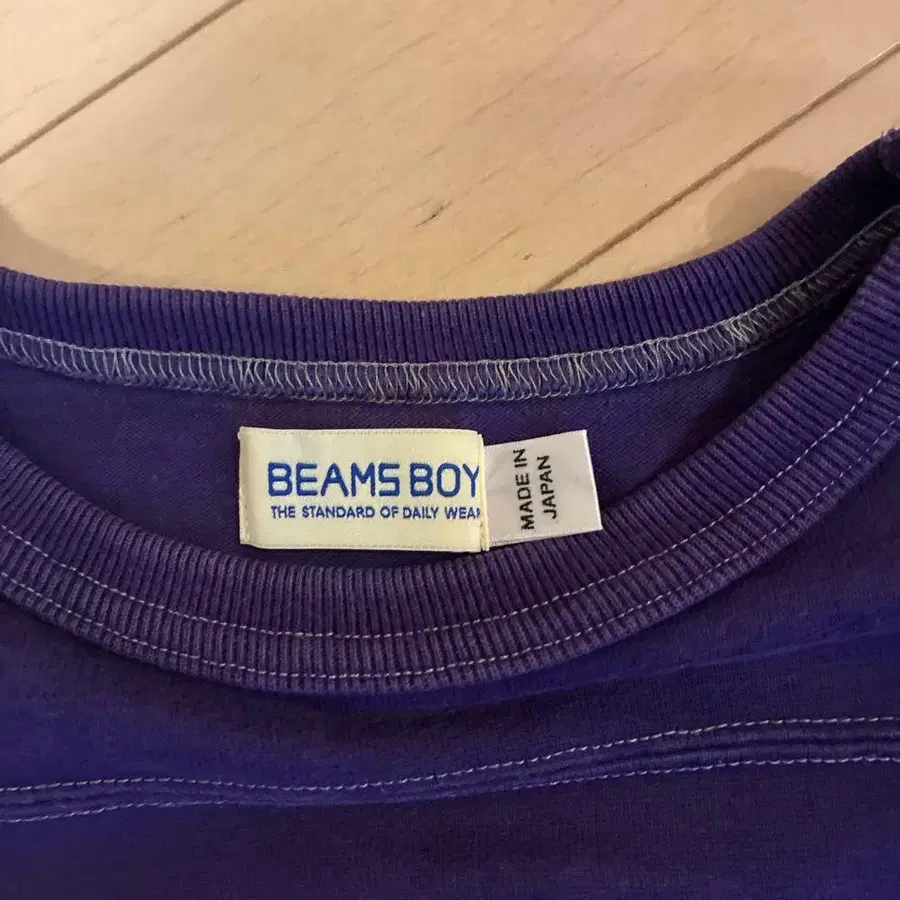 BEAMS BOY
THE STANDARD OF DAILY WEAR
MADE IN
JAPAN